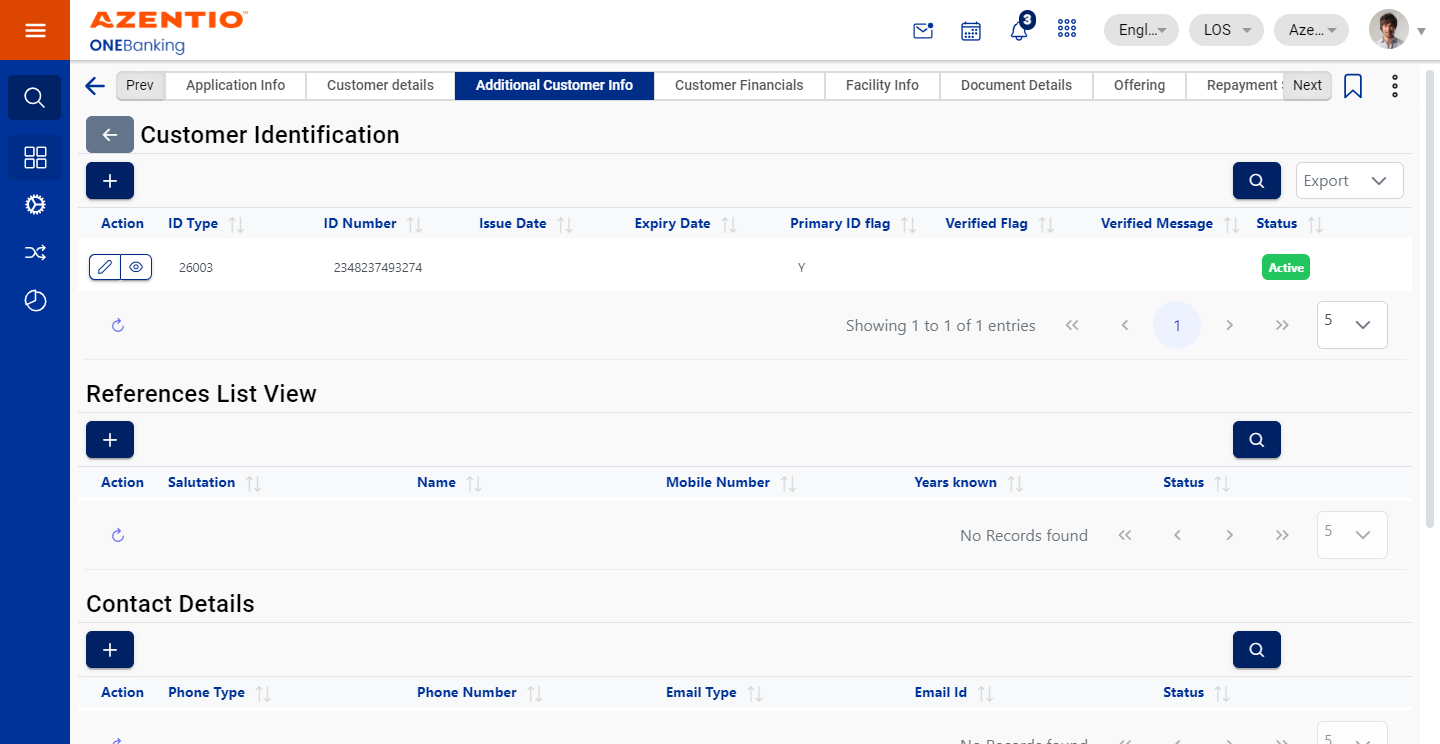 AZENTIO™
ONEBanking
3
Engl...
LOS
Aze...
Prev
Application Info
Customer details
Additional Customer Info
Customer Financials
Facility Info
Document Details
Offering
Repayment
Next
Customer Identification
Export
Action ID Type ID Number Issue Date Expiry Date Primary ID flag Verified Flag Verified Message Status
26003 2348237493274 Y Active
Showing 1 to 1 of 1 entries 1 5
References List View
Action Salutation Name Mobile Number Years known Status
No Records found 5
Contact Details
Action Phone Type Phone Number Email Type Email Id Status
No Records found 5